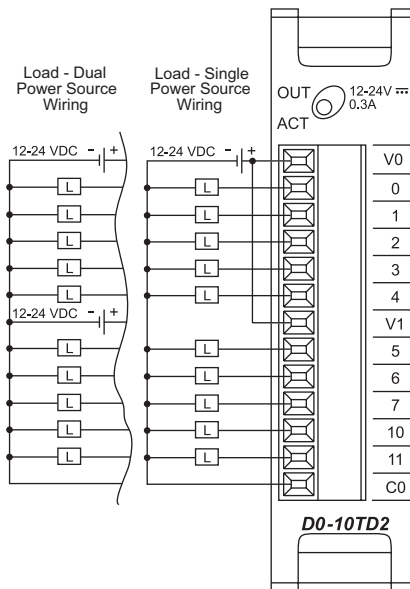 Load - Dual
Power Source
Wiring
Load - Single
Power Source
Wiring
OUT
ACT
12-24V
0.3A
12-24 VDC - +
L
L
L
L
L
12-24 VDC - +
L
L
L
L
L
12-24 VDC - +
L
L
L
L
L
L
L
L
L
L
V0
0
1
2
3
4
V1
5
6
7
10
11
C0
D0-10TD2